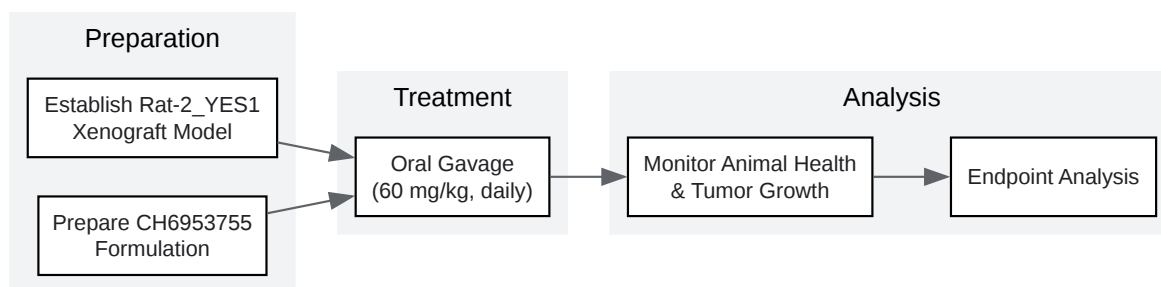 Preparation
Establish Rat-2_YES1
Xenograft Model
Prepare CH6953755
Formulation
Treatment
Oral Gavage
(60 mg/kg, daily)
Analysis
Monitor Animal Health
& Tumor Growth
Endpoint Analysis